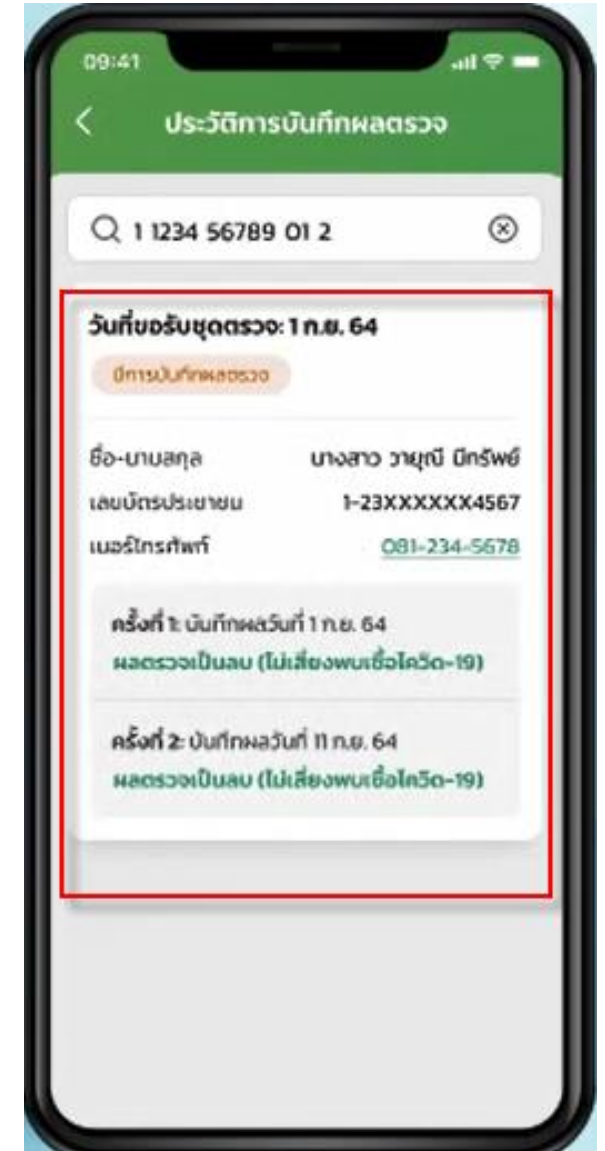 09:41
ประวัติการบันทึกผลตรวจ
1 1234 56789 01 2
วันที่ขอรับชุดตรวจ: 1 ก.ย. 64
มีการบันทึกผลตรวจ
ชื่อ-นามสกุล นางสาว วายุณี มีทรัพย์
เลขบัตรประชาชน 1-23XXXXXX4567
เบอร์โทรศัพท์ 081-234-5678
ครั้งที่ 1: บันทึกผลวันที่ 1 ก.ย. 64
ผลตรวจเป็นลบ (ไม่เสี่ยงพบเชื้อโควิด-19)
ครั้งที่ 2: บันทึกผลวันที่ 11 ก.ย. 64
ผลตรวจเป็นลบ (ไม่เสี่ยงพบเชื้อโควิด-19)